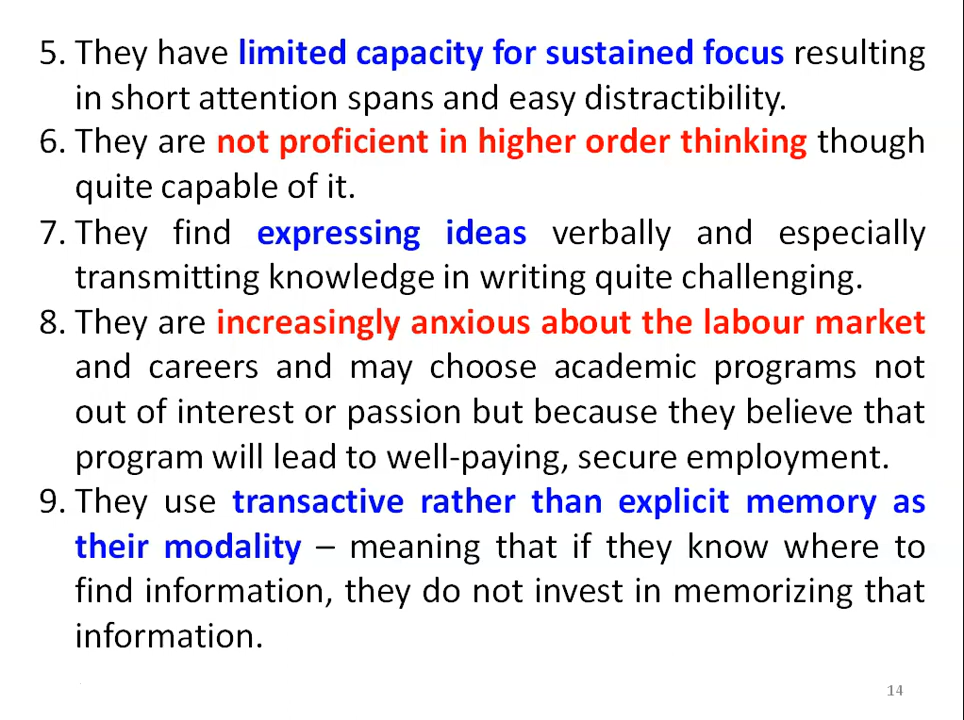 5. They have limited capacity for sustained focus resulting
in short attention spans and easy distractibility.
6. They are not proficient in higher order thinking though
quite capable of it.
7. They find expressing ideas verbally and especially
transmitting knowledge in writing quite challenging.
8. They are increasingly anxious about the labour market
and careers and may choose academic programs not
out of interest or passion but because they believe that
program will lead to well-paying, secure employment.
9. They use transactive rather than explicit memory as
their modality – meaning that if they know where to
find information, they do not invest in memorizing that
information.
14